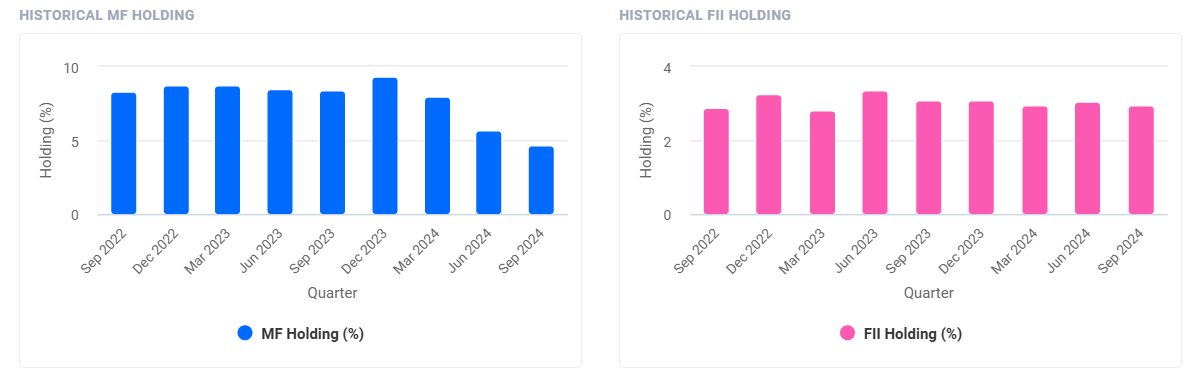 HISTORICAL MF HOLDING
10
5
0
Holding (%)
Sep 2022
Dec 2022
Mar 2023
Jun 2023
Sep 2023
Dec 2023
Mar 2024
Jun 2024
Sep 2024
Quarter
MF Holding (%)
HISTORICAL FII HOLDING
4
2
0
Holding (%)
Sep 2022
Dec 2022
Mar 2023
Jun 2023
Sep 2023
Dec 2023
Mar 2024
Jun 2024
Sep 2024
Quarter
FII Holding (%)